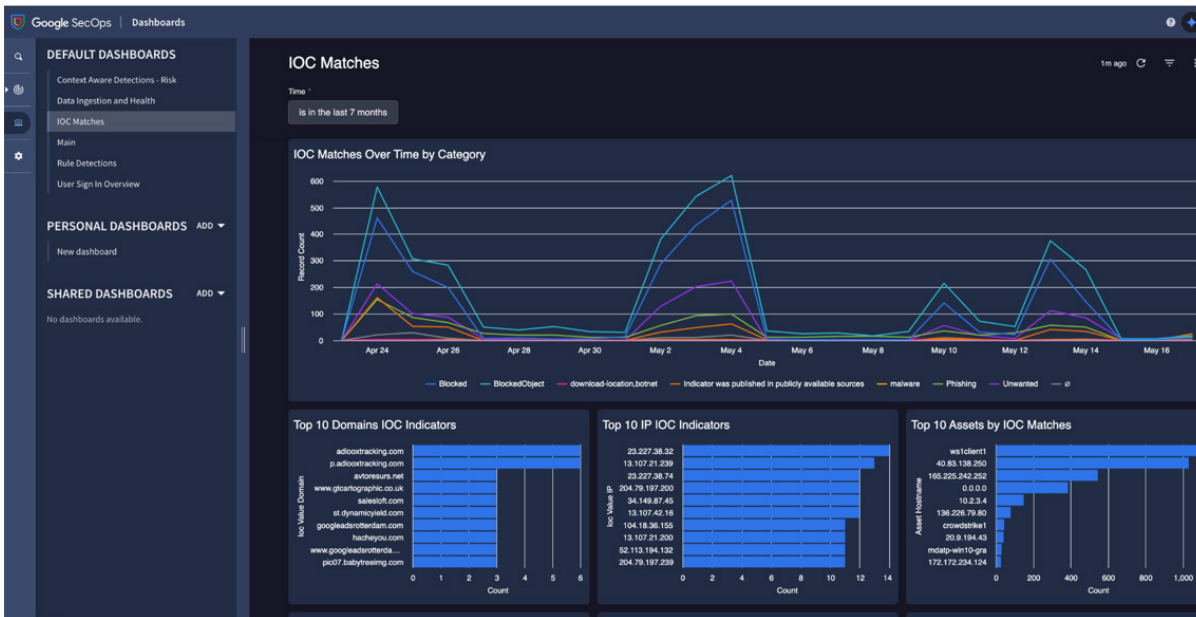 Google SecOps | Dashboards
DEFAULT DASHBOARDS
Context Aware Detections - Risk
Data Ingestion and Health
IOC Matches
Main
Rule Detections
User Sign In Overview
PERSONAL DASHBOARDS ADD
New dashboard
SHARED DASHBOARDS ADD
No dashboards available.
IOC Matches
1m ago
Time *
is in the last 7 months
IOC Matches Over Time by Category
Record Count
600
500
400
300
200
100
0
Apr 24 Apr 26 Apr 28 Apr 30 May 2 May 4 May 6 May 8 May 10 May 12 May 14 May 16
Date
Blocked BlockedObject download-location,botnet Indicator was published in publicly available sources malware Phishing Unwanted ∅
Top 10 Domains IOC Indicators
Ioc Value Domain
adlooxtracking.com
p.adlooxtracking.com
avtoresurs.net
www.gtcartographic.co.uk
salesloft.com
st.dynamicyield.com
googleadsrotterdam.com
hacheyou.com
www.googleadsrotterda...
pic07.babytreeimg.com
0 1 2 3 4 5 6
Count
Top 10 IP IOC Indicators
Ioc Value IP
23.227.38.32
13.107.21.239
23.227.38.74
204.79.197.200
34.149.87.45
13.107.42.16
104.18.36.155
13.107.21.200
52.113.194.132
204.79.197.239
0 2 4 6 8 10 12 14
Count
Top 10 Assets by IOC Matches
Asset Hostname
ws1client1
40.83.138.250
165.225.242.252
0.0.0.0
10.2.3.4
136.226.79.80
crowdstrike1
20.9.194.43
mdatp-win10-gra
172.172.234.124
0 200 400 600 800 1,000
Count